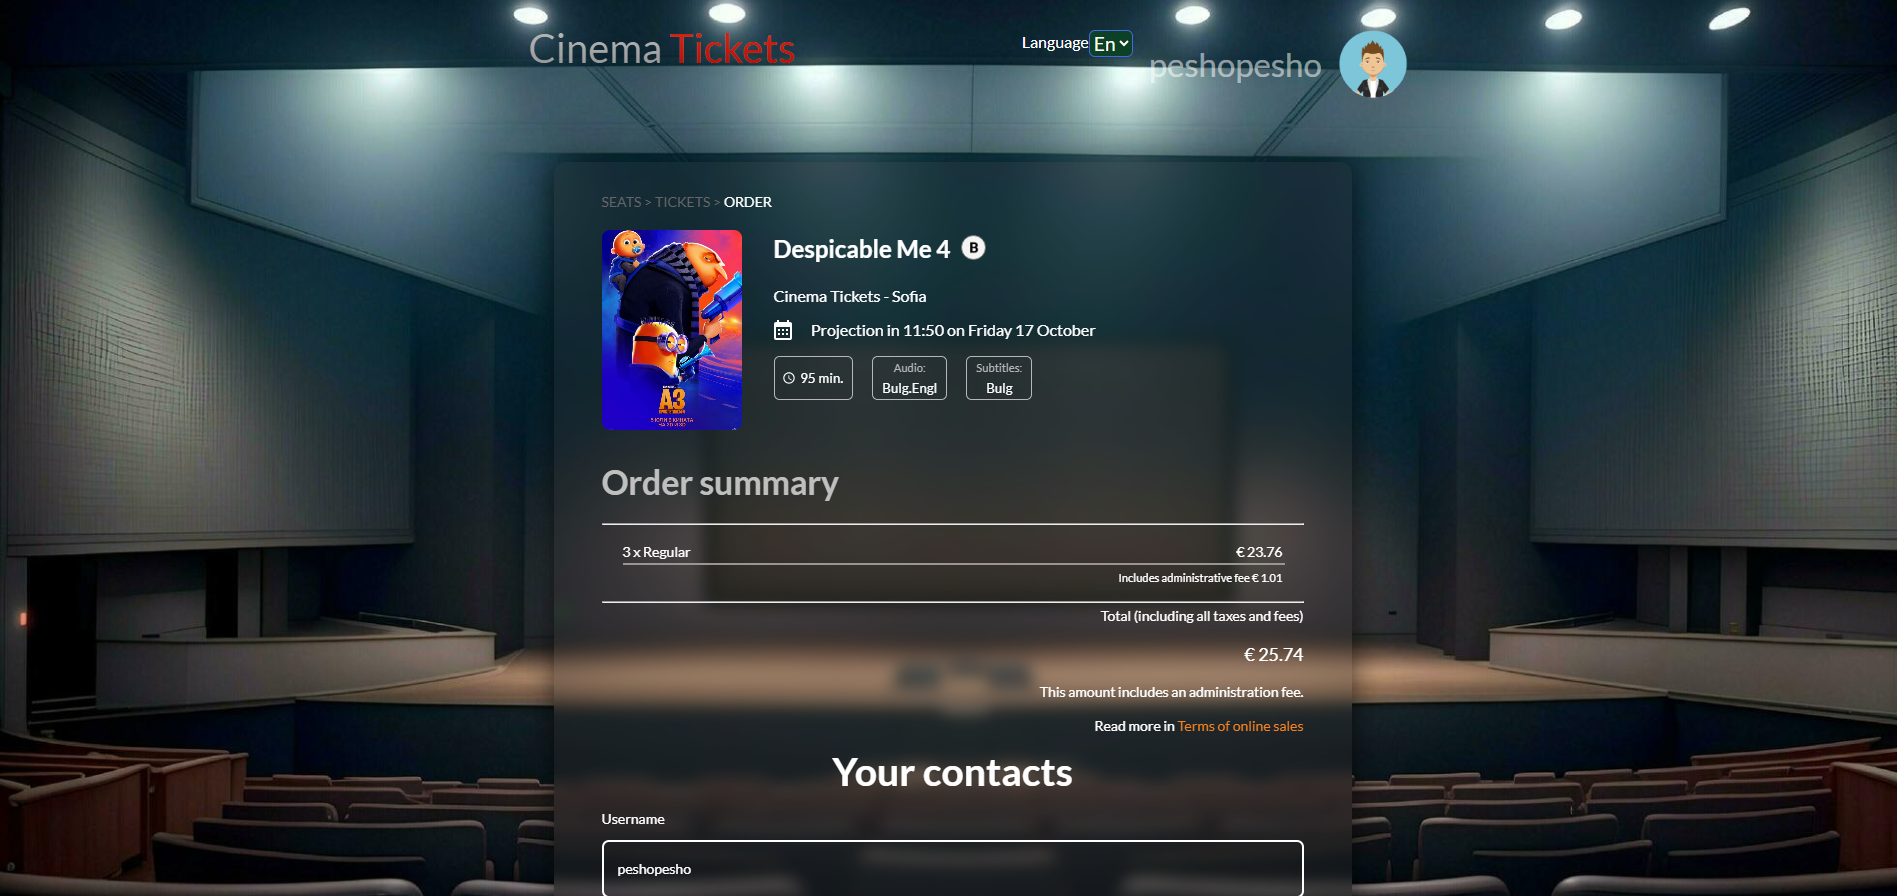 Cinema Tickets
Language En
peshopesho
SEATS > TICKETS > ORDER
Despicable Me 4 B
Cinema Tickets - Sofia
Projection in 11:50 on Friday 17 October
95 min.
Audio:
Bulg.Engl
Subtitles:
Bulg
АЗ
Order summary
3 x Regular € 23.76
Includes administrative fee € 1.01
Total (including all taxes and fees)
€ 25.74
This amount includes an administration fee.
Read more in Terms of online sales
Your contacts
Username
peshopesho